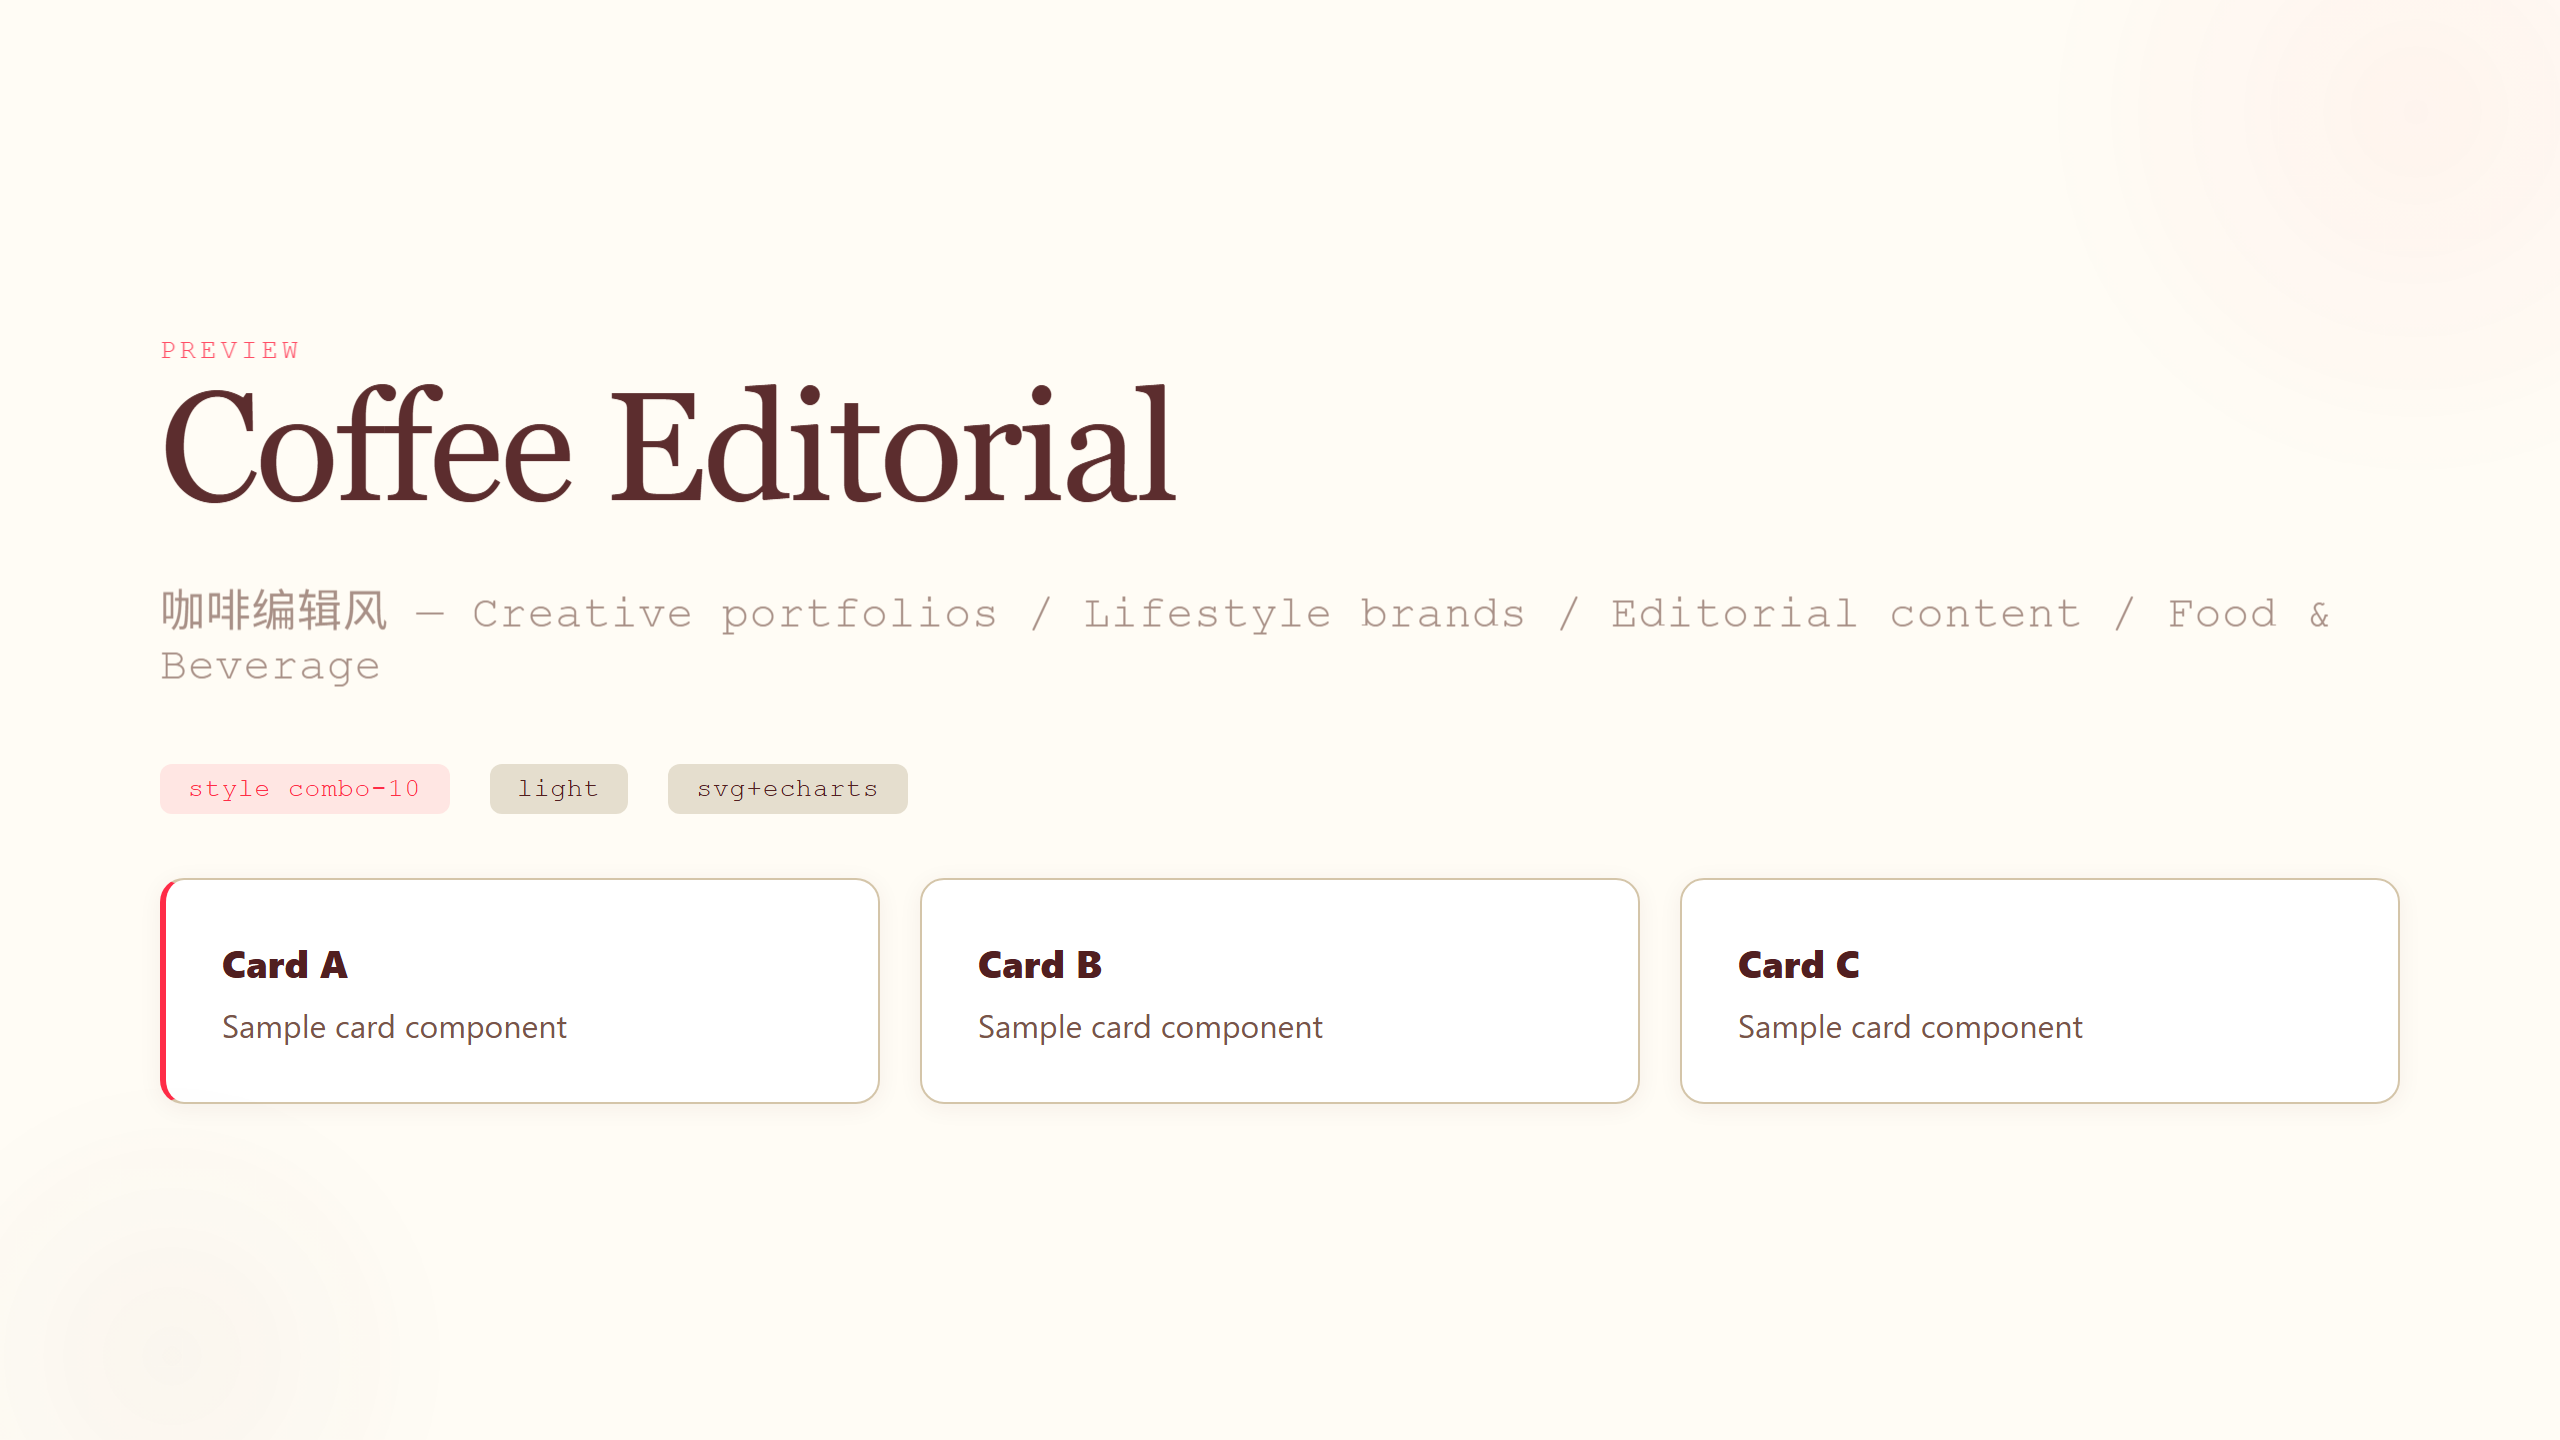 PREVIEW
Coffee Editorial
咖啡编辑风 — Creative portfolios / Lifestyle brands / Editorial content / Food &
Beverage
style combo-10
light
svg+echarts
Card A
Sample card component
Card B
Sample card component
Card C
Sample card component